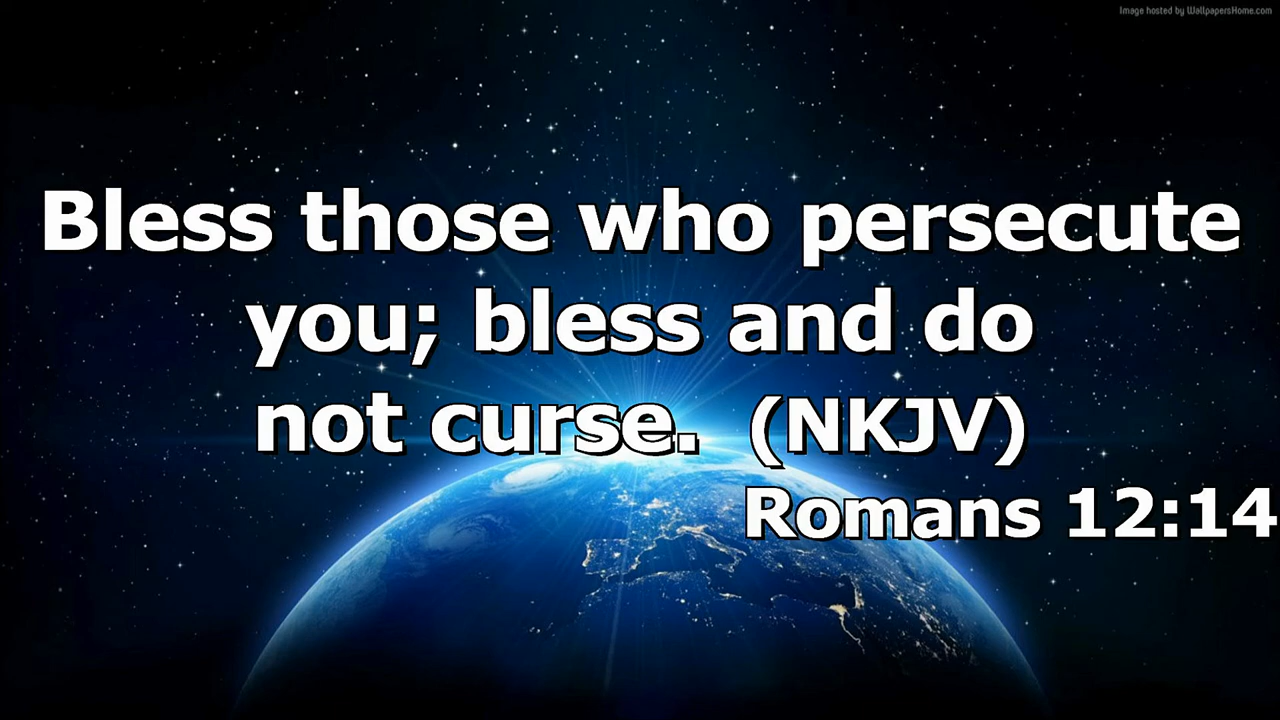 Image hosted by WallpapersHome.com
Bless those who persecute
you; bless and do
not curse. (NKJV)
Romans 12:14